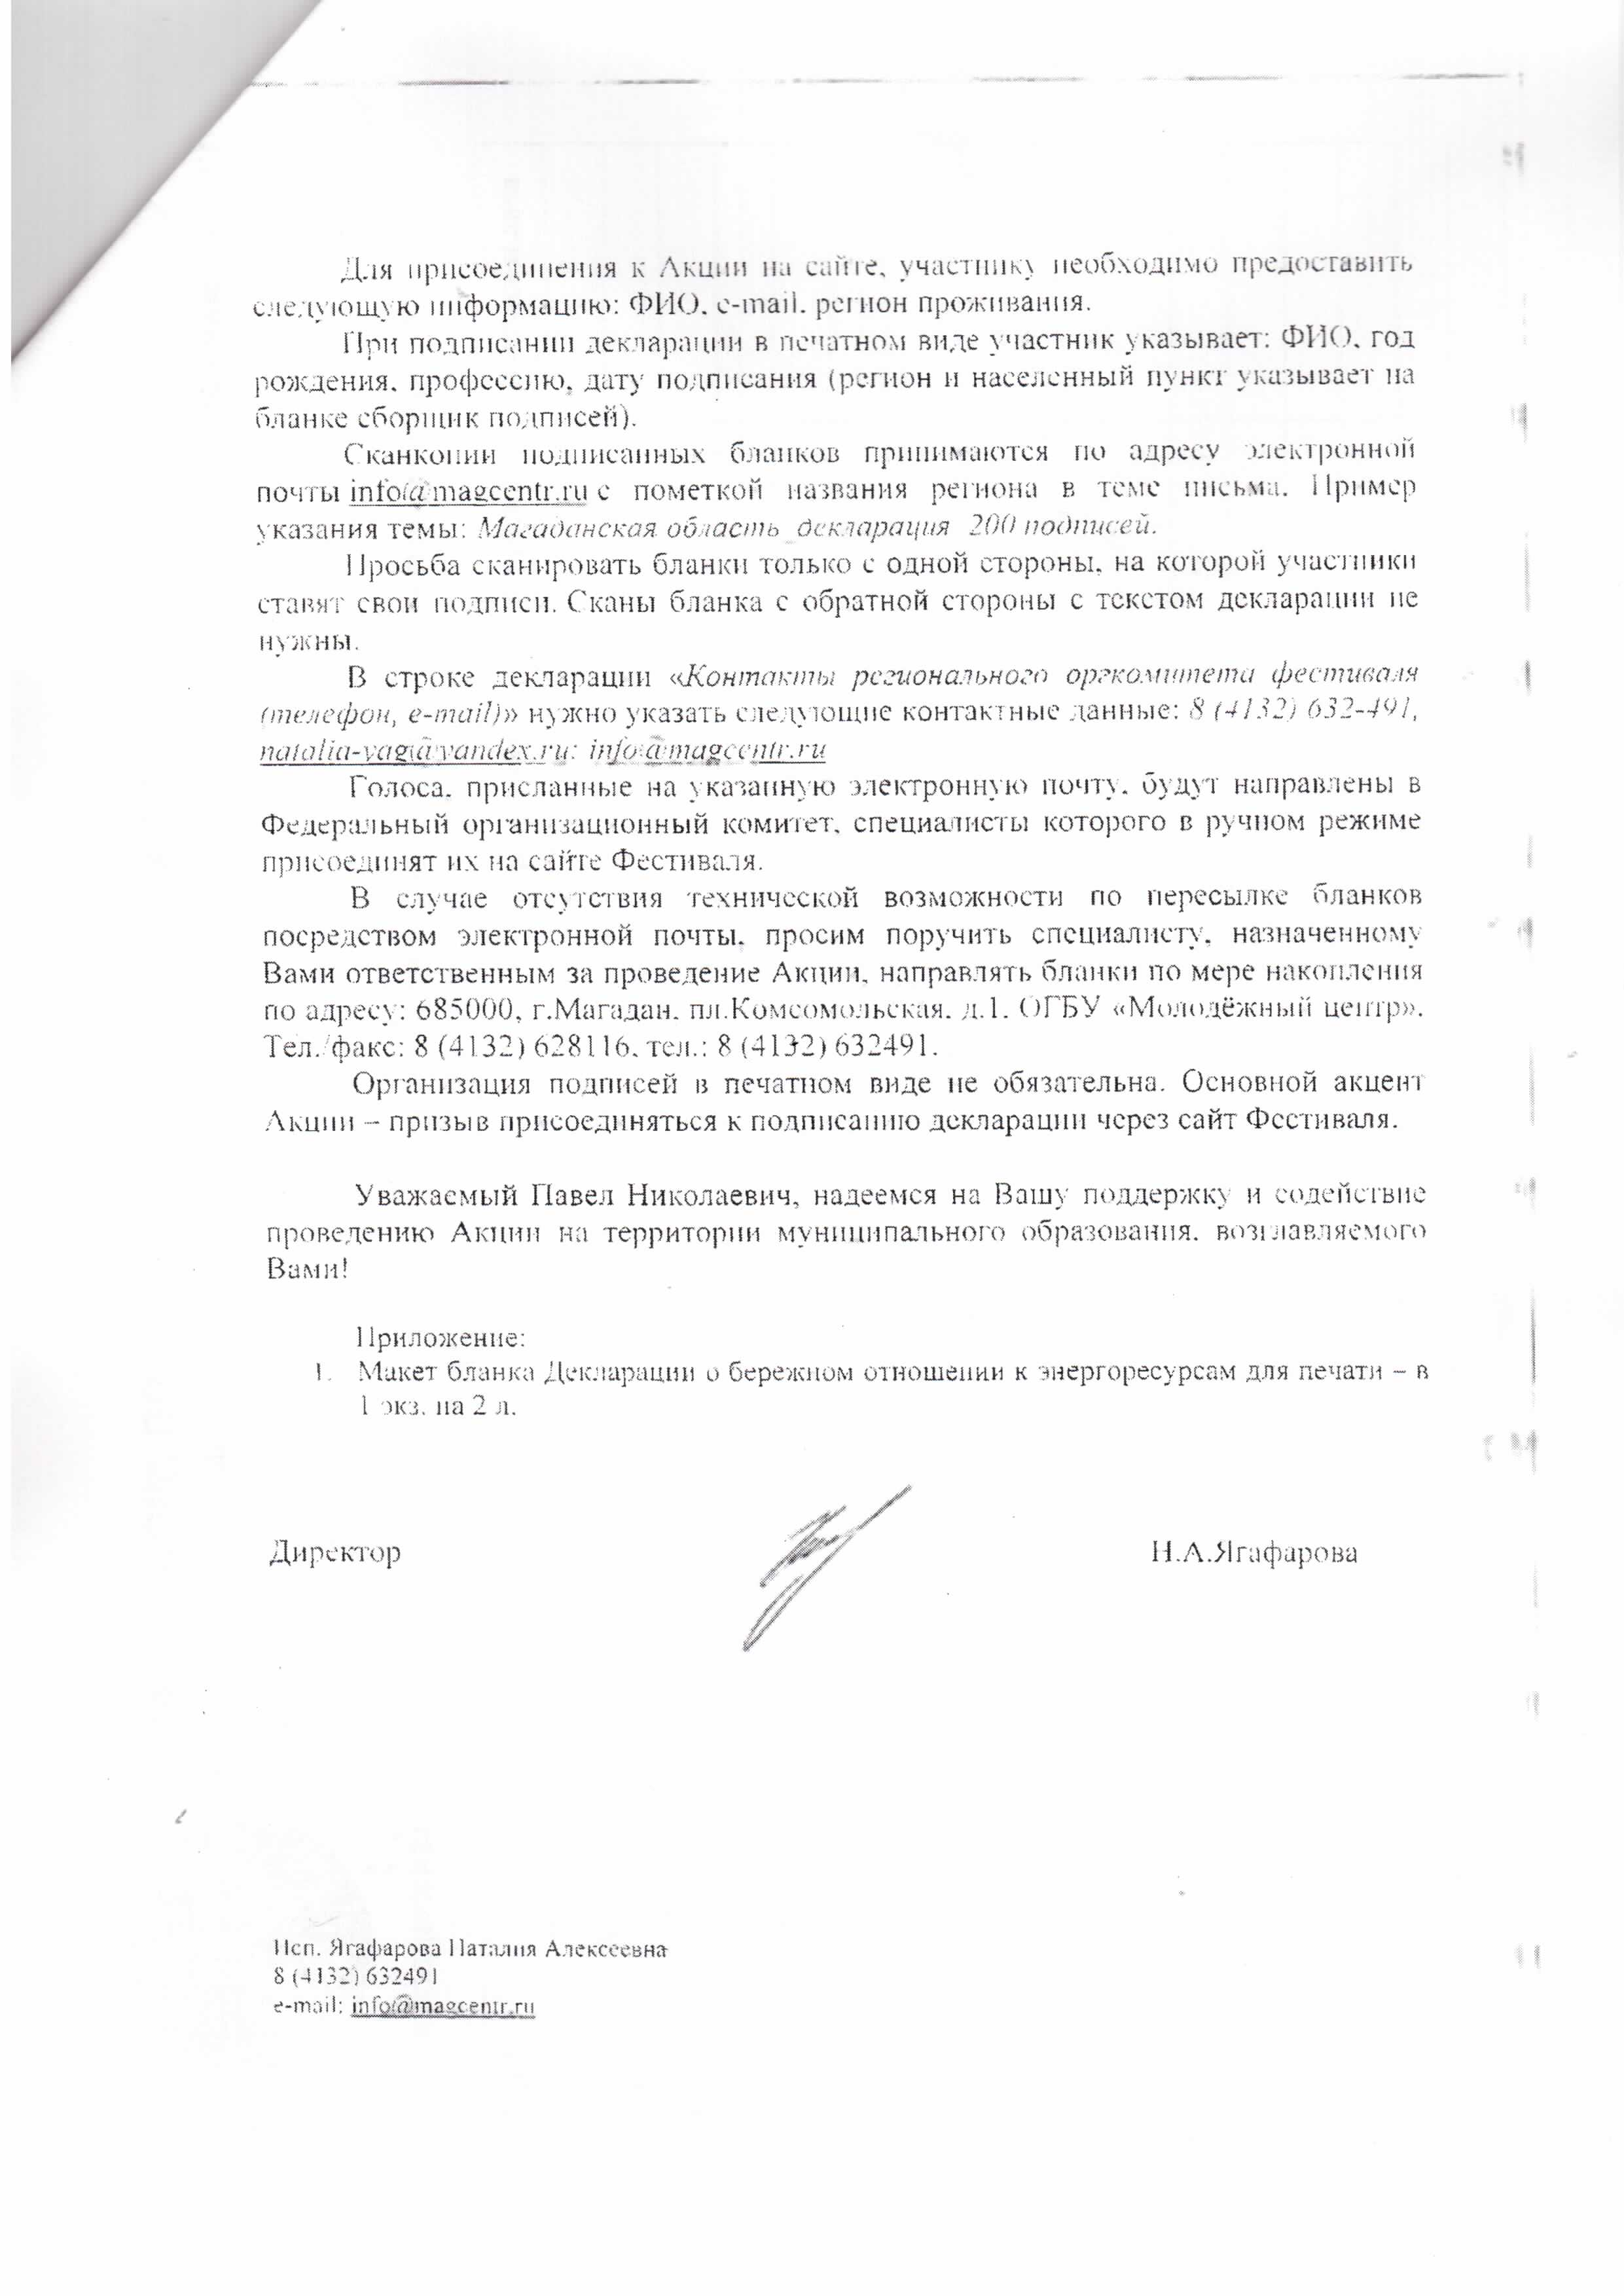 Для присоединения к Акции на сайте, участнику необходимо предоставить
следующую информацию: ФИО, e-mail, регион проживания.
При подписании декларации в печатном виде участник указывает: ФИО, год
рождения, профессию, дату подписания (регион и населенный пункт указывает на
бланке сборщик подписей).
Сканкопии подписанных бланков принимаются по адресу электронной
почты info@magcentr.ru с пометкой названия региона в теме письма. Пример
указания темы: Магаданская область_декларация_200 подписей.
Просьба сканировать бланки только с одной стороны, на которой участники
ставят свои подписи. Сканы бланка с обратной стороны с текстом декларации не
нужны.
В строке декларации «Контакты регионального оргкомитета фестиваля
(телефон, e-mail)» нужно указать следующие контактные данные: 8 (4132) 632-491,
natalia-yag@yandex.ru; info@magcentr.ru
Голоса, присланные на указанную электронную почту, будут направлены в
Федеральный организационный комитет, специалисты которого в ручном режиме
присоединят их на сайте Фестиваля.
В случае отсутствия технической возможности по пересылке бланков
посредством электронной почты, просим поручить специалисту, назначенному
Вами ответственным за проведение Акции, направлять бланки по мере накопления
по адресу: 685000, г.Магадан, пл.Комсомольская, д.1, ОГБУ «Молодёжный центр».
Тел./факс: 8 (4132) 628116, тел.: 8 (4132) 632491.
Организация подписей в печатном виде не обязательна. Основной акцент
Акции – призыв присоединяться к подписанию декларации через сайт Фестиваля.
Уважаемый Павел Николаевич, надеемся на Вашу поддержку и содействие
проведению Акции на территории муниципального образования, возглавляемого
Вами!
Приложение:
1. Макет бланка Декларации о бережном отношении к энергоресурсам для печати – в
1 экз. на 2 л.
Директор Н.А.Ягафарова
Исп. Ягафарова Наталия Алексеевна
8 (4132) 632491
e-mail: info@magcentr.ru